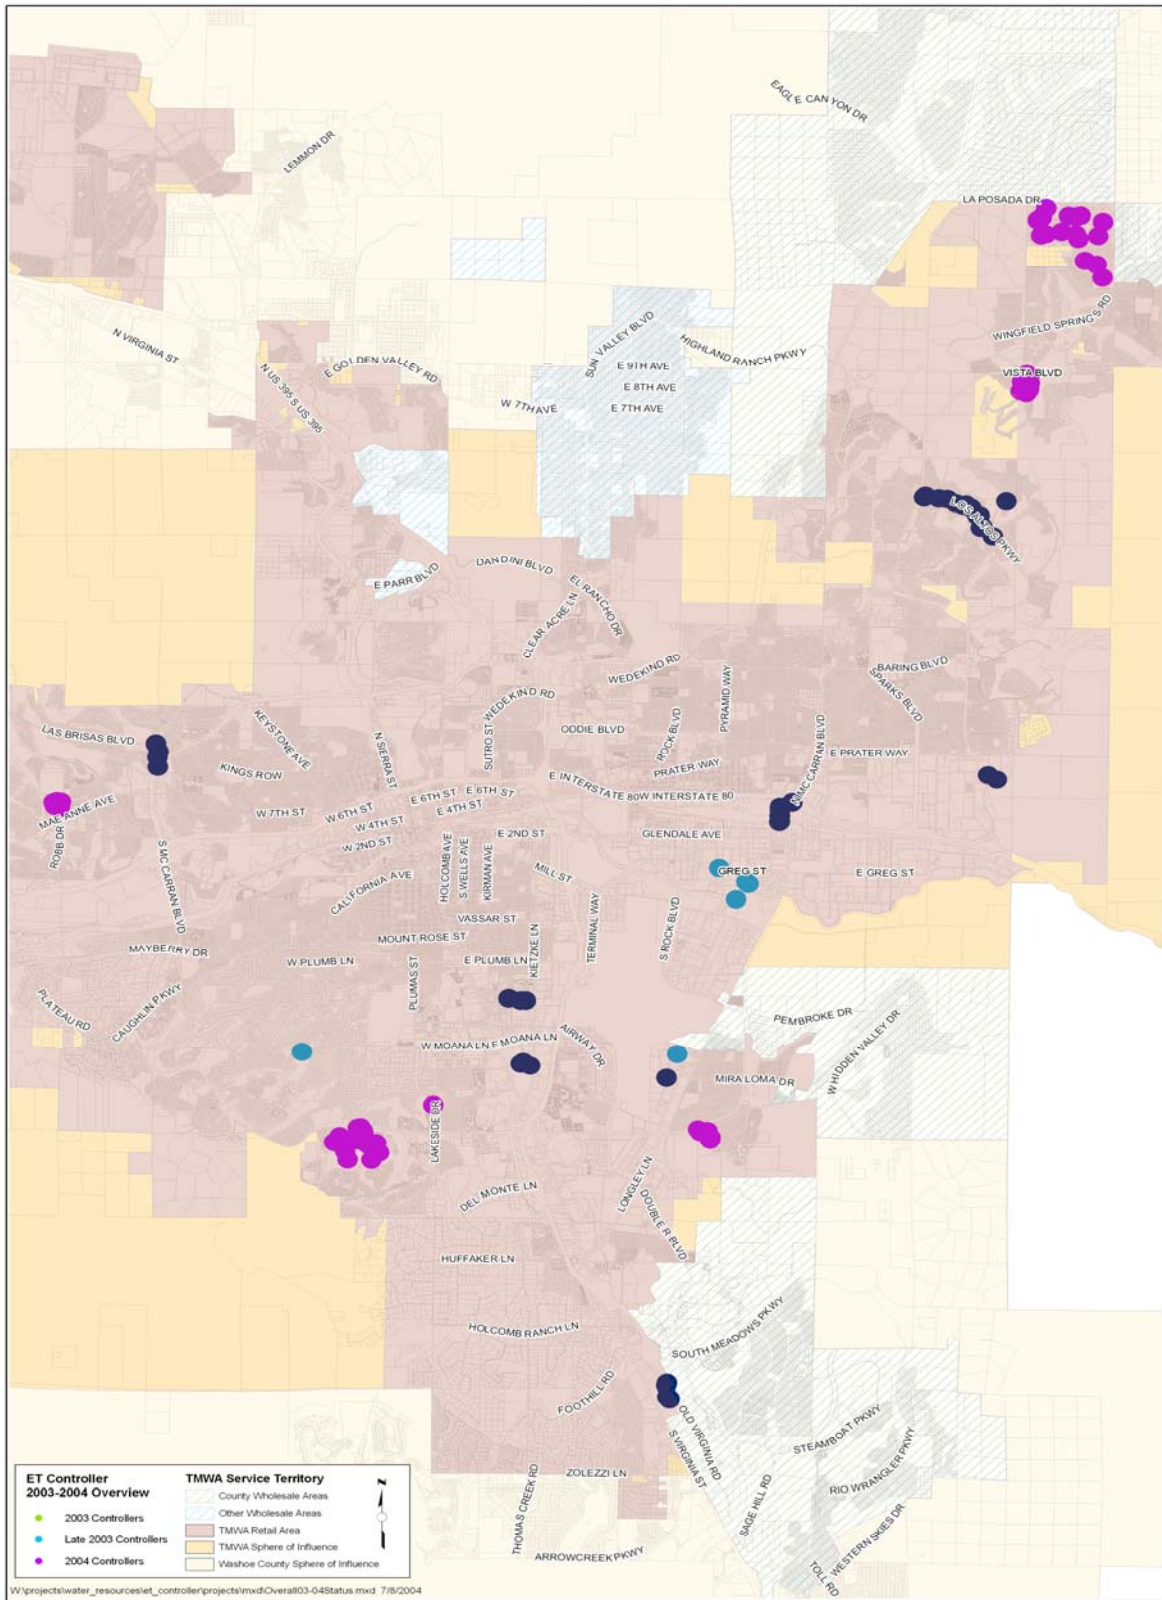 EAGLE CANYON DR
LEMMON DR
LA POSADA DR
WINGFIELD SPRINGS RD
N VIRGINIA ST
SUN VALLEY BLVD
HIGHLAND RANCH PKWY
E GOLDEN VALLEY RD
E 9TH AVE
VISTA BLVD
N US 395 S US 395
E 8TH AVE
W 7TH AVE
E 7TH AVE
LOS ALTOS PKWY
DANDINI BLVD
E PARR BLVD
EL RANCHO DR
CLEAR ACRE LN
WEDEKIND RD
BARING BLVD
SPARKS BLVD
PYRAMID WAY
WEDEKIND RD
LAS BRISAS BLVD
KEYSTONE AVE
N SIERRA ST
SUTRO ST
ODDIE BLVD
ROCK BLVD
N MC CARRAN BLVD
E PRATER WAY
KINGS ROW
PRATER WAY
E INTERSTATE 80
W INTERSTATE 80
MAE ANNE AVE
W 7TH ST
W 6TH ST
E 6TH ST
E 6TH ST
W 4TH ST
E 4TH ST
ROBB DR
W 2ND ST
E 2ND ST
GLENDALE AVE
S MC CARRAN BLVD
CALIFORNIA AVE
HOLCOMB AVE
S WELLS AVE
KIRMAN AVE
MILL ST
GREG ST
E GREG ST
VASSAR ST
TERMINAL WAY
S ROCK BLVD
MAYBERRY DR
MOUNT ROSE ST
W PLUMB LN
E PLUMB LN
KIETZKE LN
PLUMAS ST
PLATEAU RD
CAUGHLIN PKWY
PEMBROKE DR
W HIDDEN VALLEY DR
W MOANA LN
E MOANA LN
AIRWAY DR
MIRA LOMA DR
LAKESIDE DR
LONGLEY LN
DEL MONTE LN
DOUBLE R BLVD
HUFFAKER LN
HOLCOMB RANCH LN
SOUTH MEADOWS PKWY
FOOTHILL RD
OLD VIRGINIA RD
S VIRGINIA ST
STEAMBOAT PKWY
RIO WRANGLER PKWY
ZOLEZZI LN
THOMAS CREEK RD
SAGE HILL RD
WESTERN SKIES DR
ARROWCREEK PKWY
TOLL RD
ET Controller
2003-2004 Overview
2003 Controllers
Late 2003 Controllers
2004 Controllers
TMWA Service Territory
County Wholesale Areas
Other Wholesale Areas
TMWA Retail Area
TMWA Sphere of Influence
Washoe County Sphere of Influence
N
W:\projects\water_resources\et_controller\projects\mxd\Overall03-04Status.mxd 7/8/2004